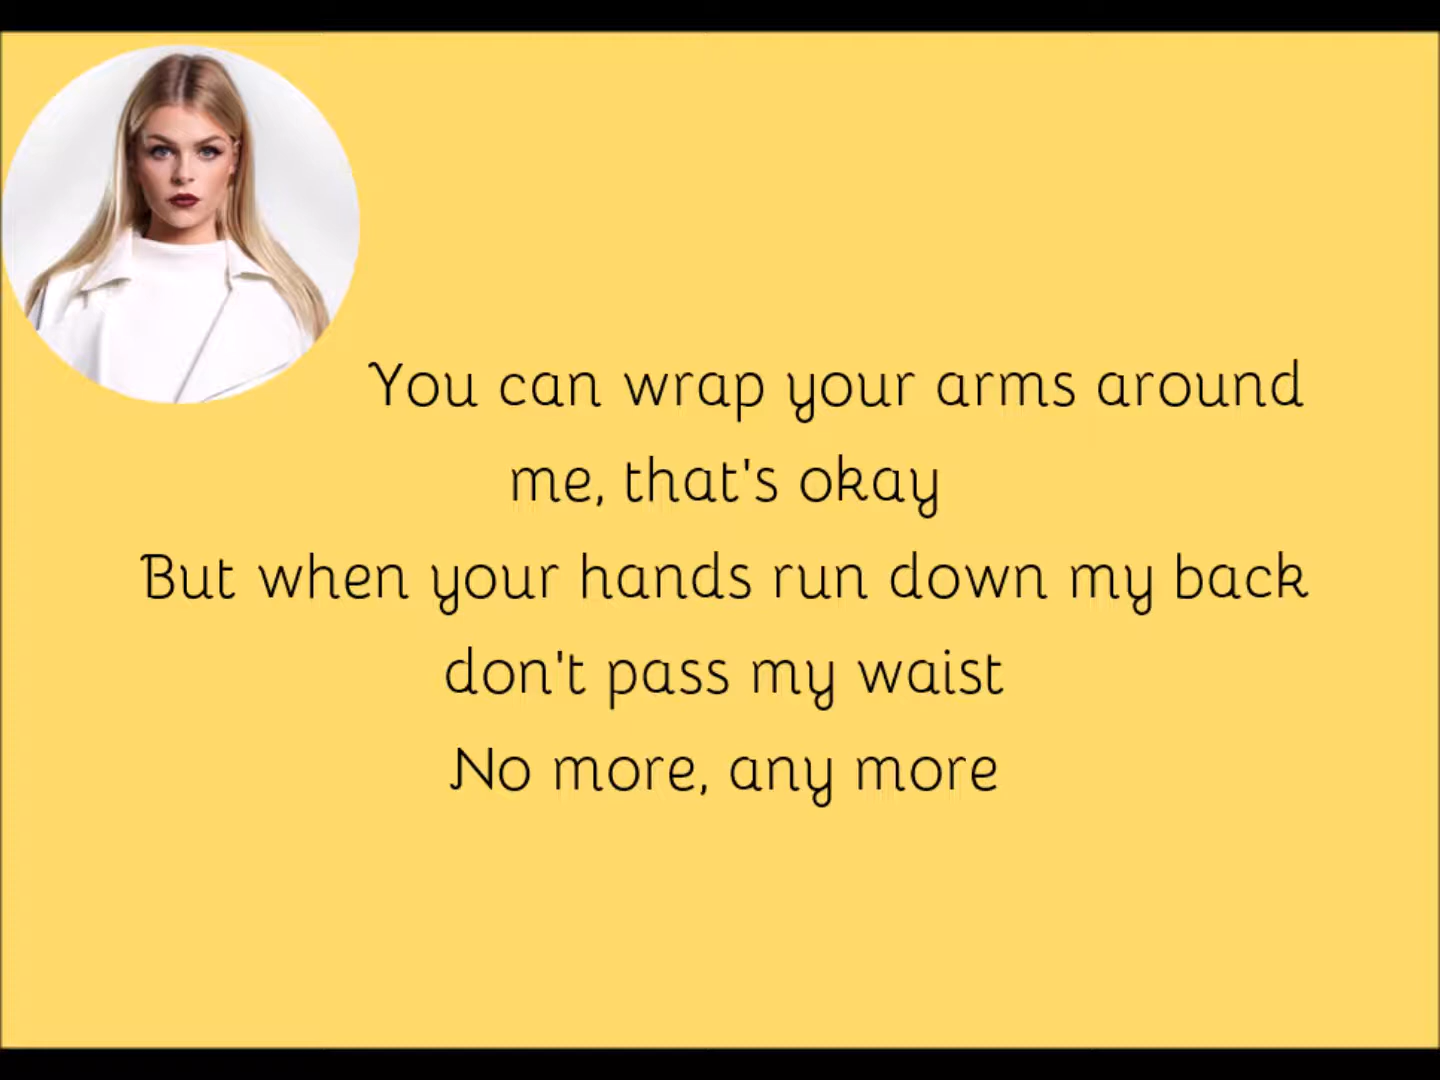 You can wrap your arms around
me, that's okay
But when your hands run down my back
don't pass my waist
No more, any more